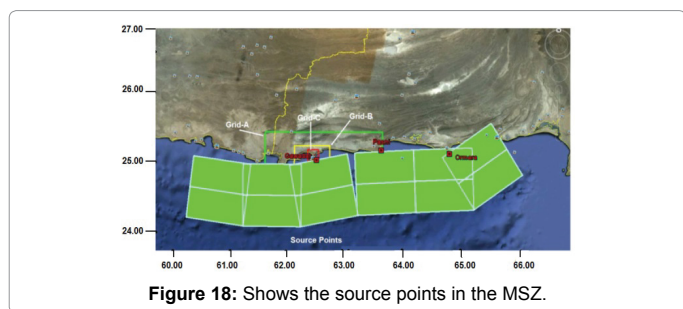 27.00
26.00
Grid-A
Grid-C
Grid-B
Pasni
Gwadar
Ormara
25.00
24.00
Source Points
60.00 61.00 62.00 63.00 64.00 65.00 66.00
Figure 18: Shows the source points in the MSZ.